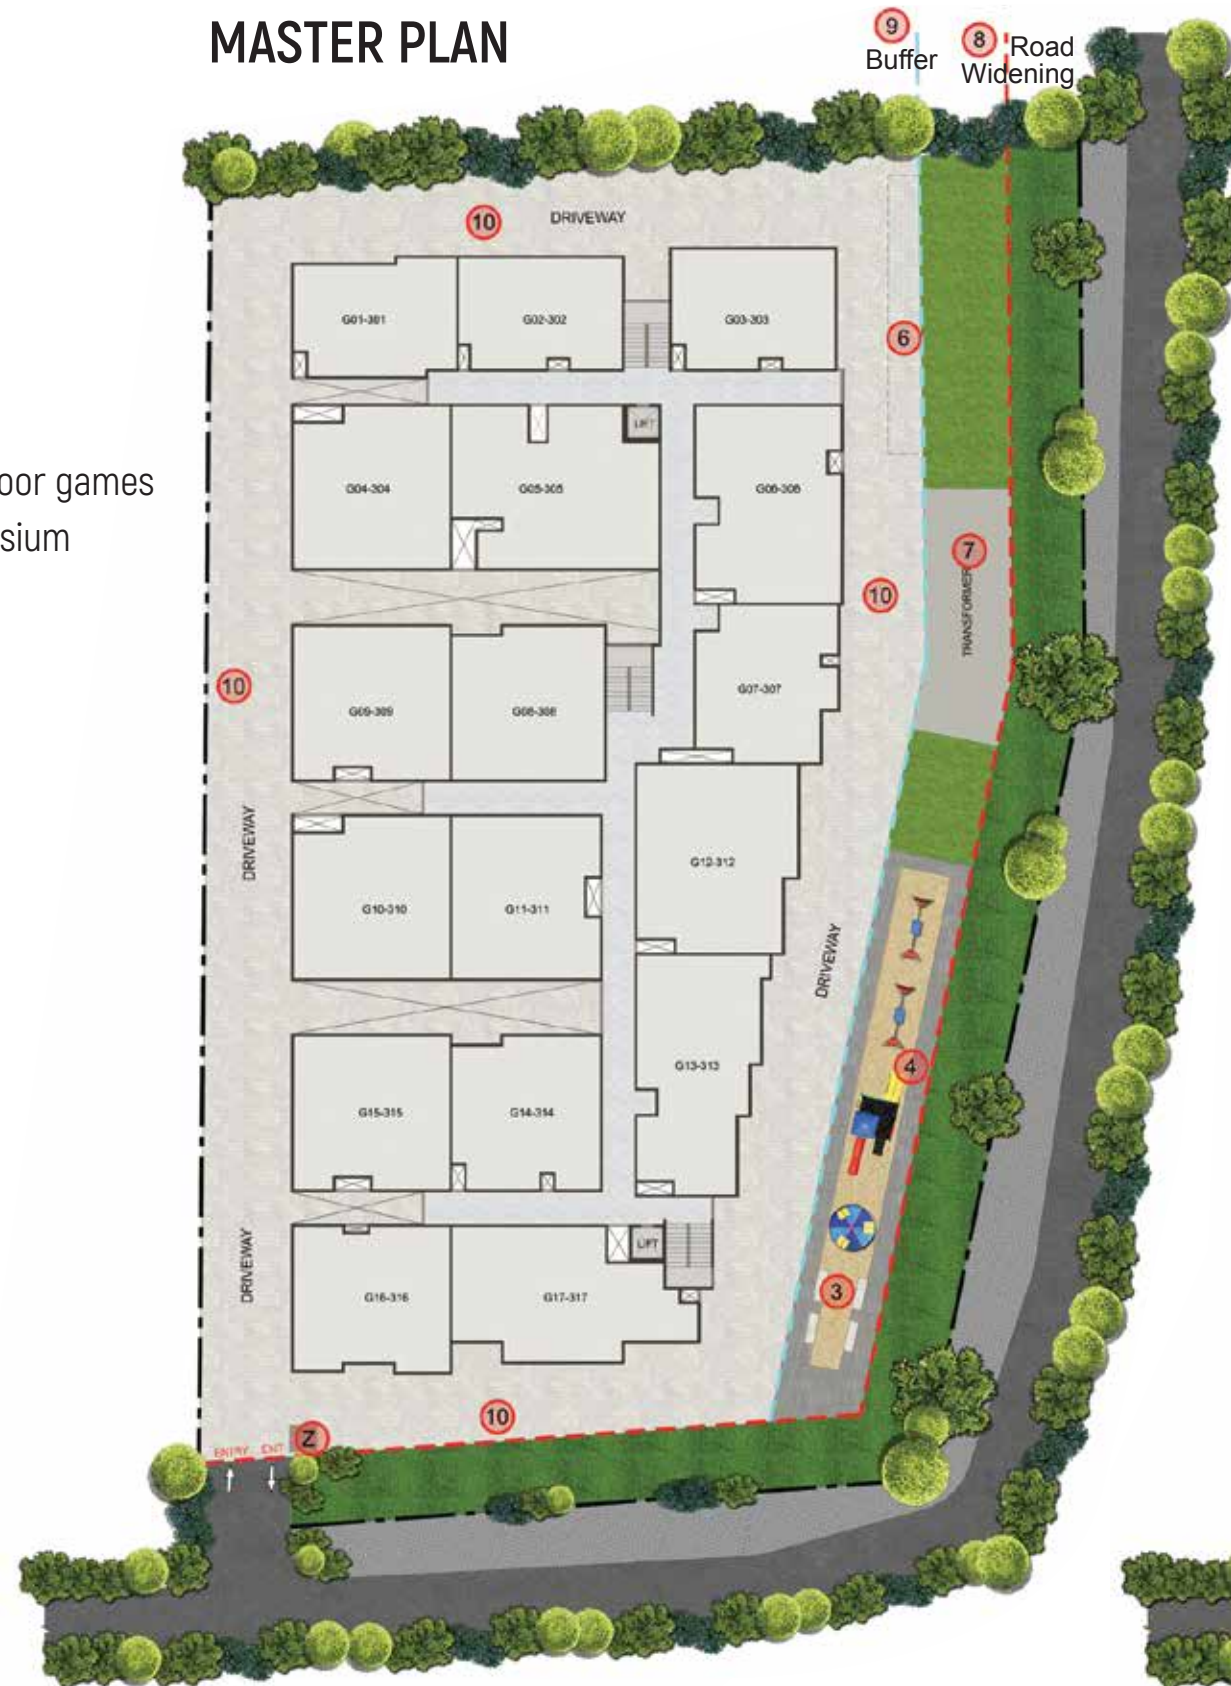 MASTER PLAN
9
Buffer
8
Road
Widening
10
DRIVEWAY
G01-301
G02-302
G03-303
6
LIFT
G04-304
G05-305
G06-306
oor games
sium
7
TRANSFORMER
10
10
G09-309
G08-308
G07-307
DRIVEWAY
G12-312
G10-310
G11-311
DRIVEWAY
4
G13-313
G15-315
G14-314
DRIVEWAY
LIFT
3
G16-316
G17-317
10
Z
ENTRY